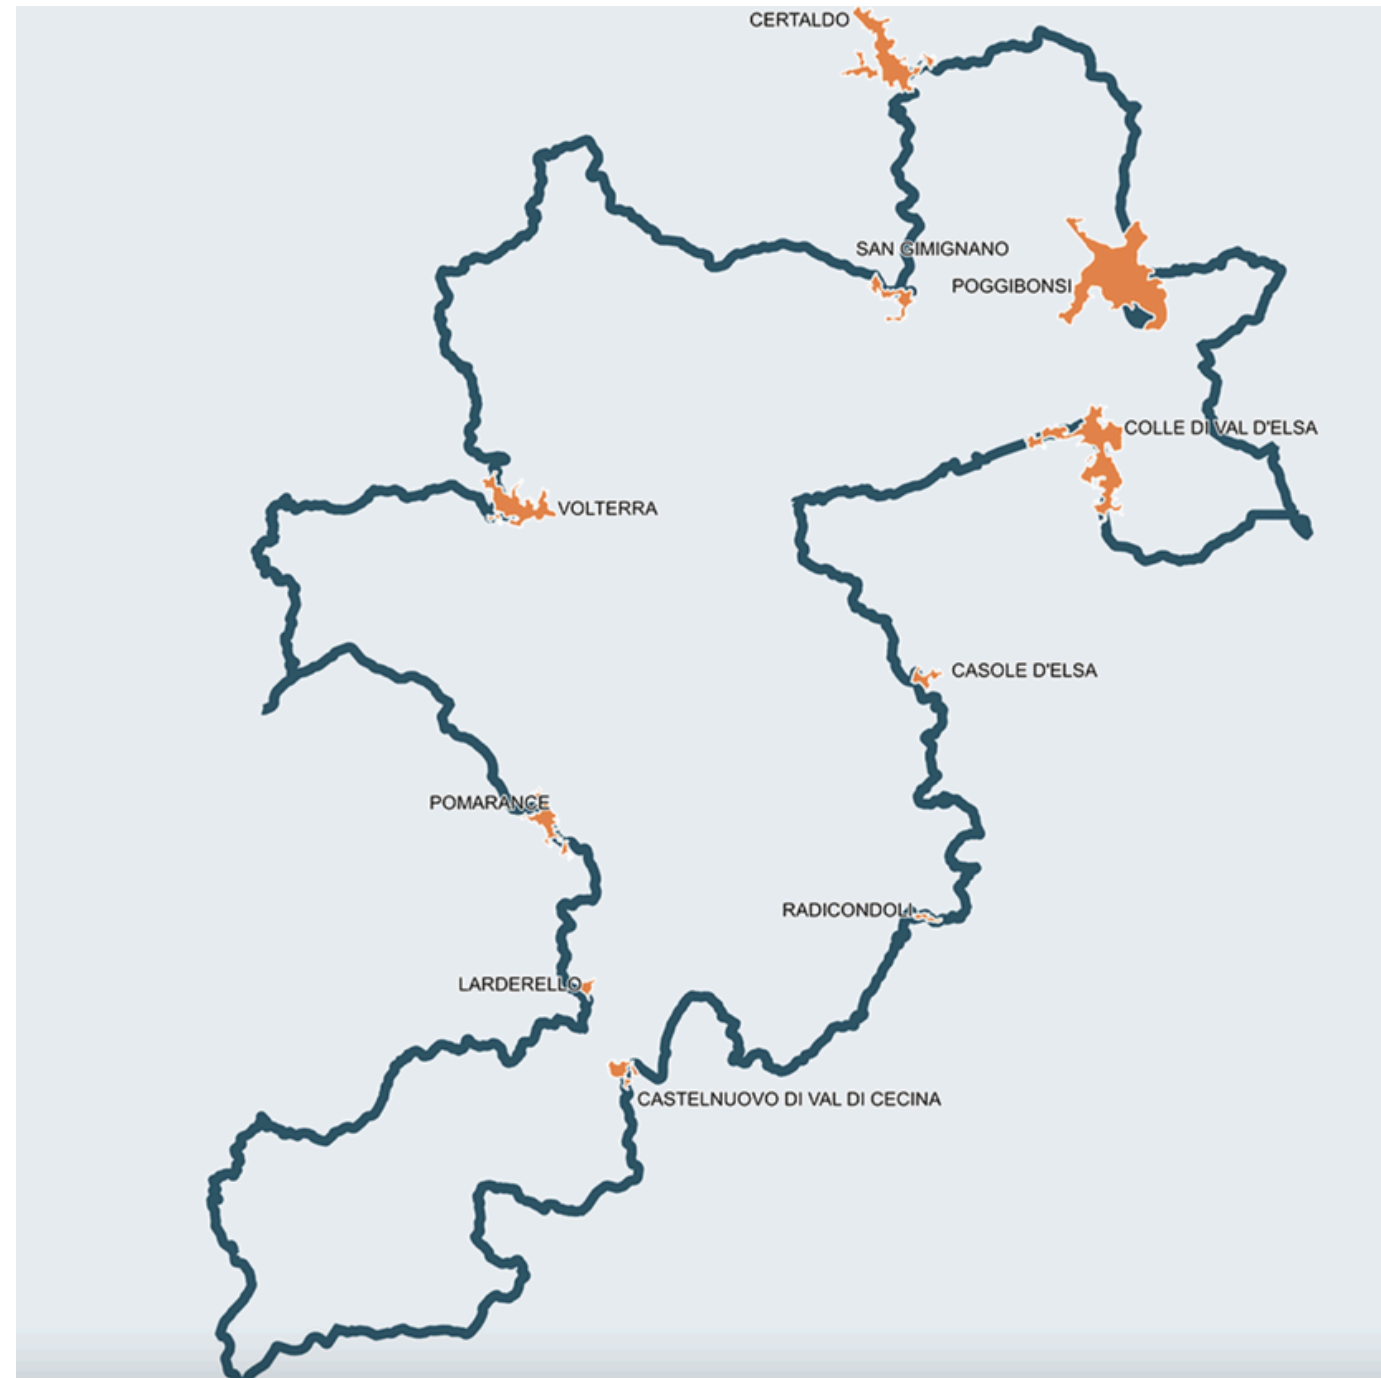 CERTALDO
SAN GIMIGNANO
POGGIBONSI
COLLE DI VAL D'ELSA
VOLTERRA
CASOLE D'ELSA
POMARANCE
RADICONDOLI
LARDERELLO
CASTELNUOVO DI VAL DI CECINA